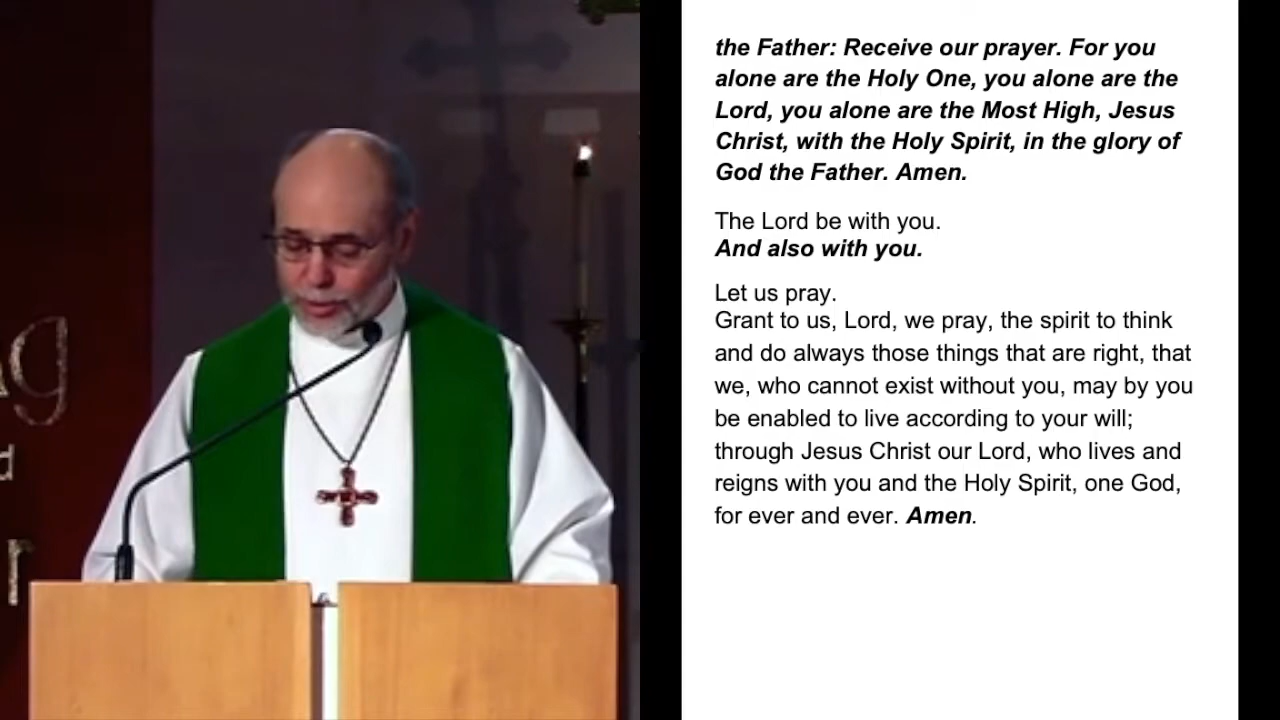 g
d
r
the Father: Receive our prayer. For you
alone are the Holy One, you alone are the
Lord, you alone are the Most High, Jesus
Christ, with the Holy Spirit, in the glory of
God the Father. Amen.
The Lord be with you.
And also with you.
Let us pray.
Grant to us, Lord, we pray, the spirit to think
and do always those things that are right, that
we, who cannot exist without you, may by you
be enabled to live according to your will;
through Jesus Christ our Lord, who lives and
reigns with you and the Holy Spirit, one God,
for ever and ever. Amen.